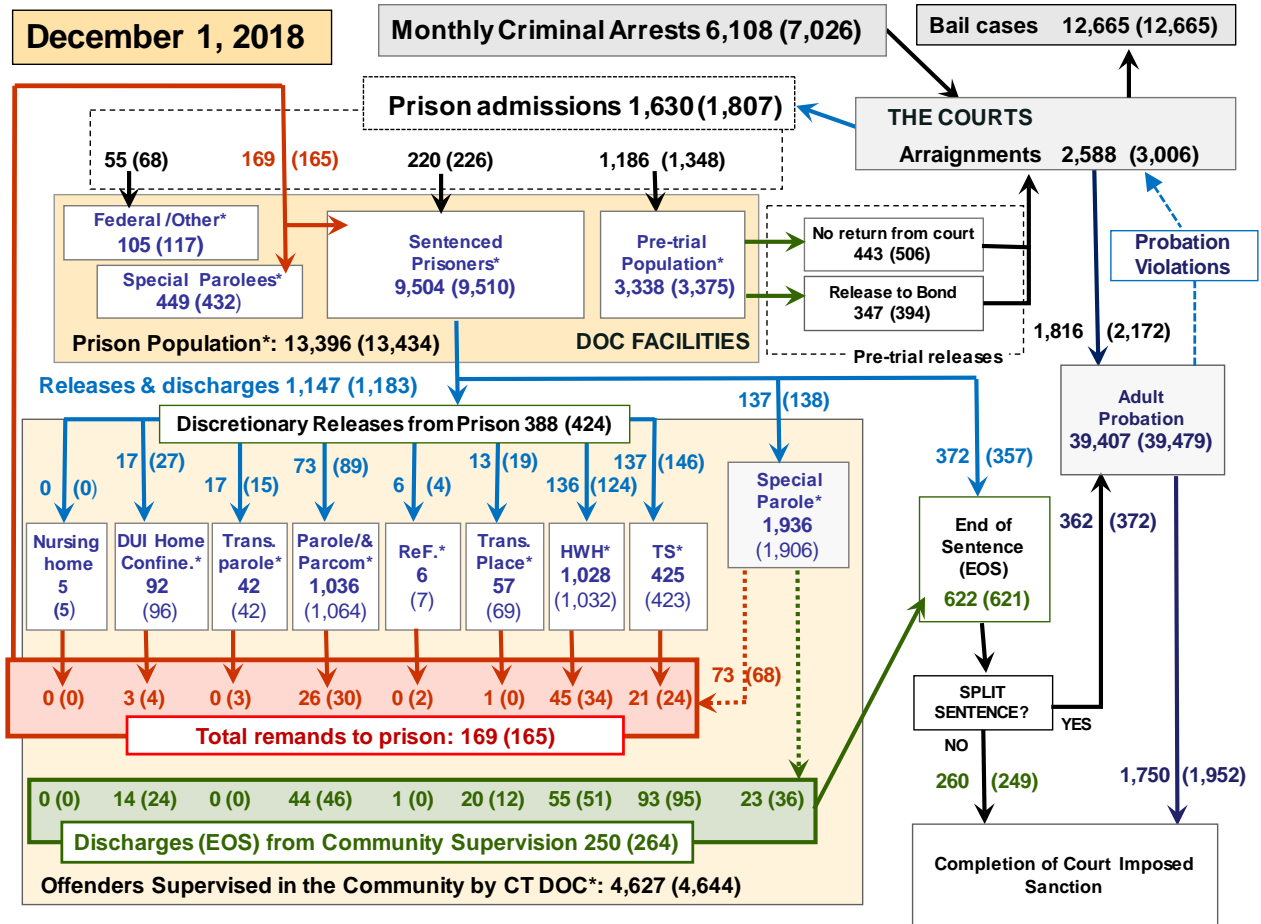 December 1, 2018
Monthly Criminal Arrests 6,108 (7,026)
Bail cases 12,665 (12,665)
Prison admissions 1,630 (1,807)
THE COURTS
Arraignments 2,588 (3,006)
55 (68)
169 (165)
220 (226)
1,186 (1,348)
Federal /Other*
105 (117)
Special Parolees*
449 (432)
Sentenced
Prisoners*
9,504 (9,510)
Pre-trial
Population*
3,338 (3,375)
No return from court
443 (506)
Release to Bond
347 (394)
Pre-trial releases
Probation
Violations
Prison Population*: 13,396 (13,434)
DOC FACILITIES
1,816 (2,172)
Releases & discharges 1,147 (1,183)
Adult
Probation
39,407 (39,479)
137 (138)
372 (357)
Discretionary Releases from Prison 388 (424)
0 (0)
17 (27)
17 (15)
73 (89)
6 (4)
13 (19)
136 (124)
137 (146)
Nursing
home
5
(5)
DUI Home
Confine.*
92
(96)
Trans.
parole*
42
(42)
Parole/&
Parcom*
1,036
(1,064)
ReF.*
6
(7)
Trans.
Place*
57
(69)
HWH*
1,028
(1,032)
TS*
425
(423)
Special
Parole*
1,936
(1,906)
End of
Sentence
(EOS)
622 (621)
362 (372)
0 (0) 3 (4) 0 (3) 26 (30) 0 (2) 1 (0) 45 (34) 21 (24)
73 (68)
Total remands to prison: 169 (165)
SPLIT
SENTENCE?
YES
NO
260 (249)
1,750 (1,952)
0 (0) 14 (24) 0 (0) 44 (46) 1 (0) 20 (12) 55 (51) 93 (95) 23 (36)
Discharges (EOS) from Community Supervision 250 (264)
Offenders Supervised in the Community by CT DOC*: 4,627 (4,644)
Completion of Court Imposed
Sanction